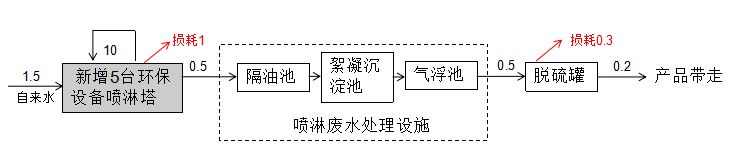 损耗1
损耗0.3
10
1.5
自来水
新增5台环保
设备喷淋塔
0.5
隔油池
絮凝沉
淀池
气浮池
0.5
脱硫罐
0.2
产品带走
喷淋废水处理设施